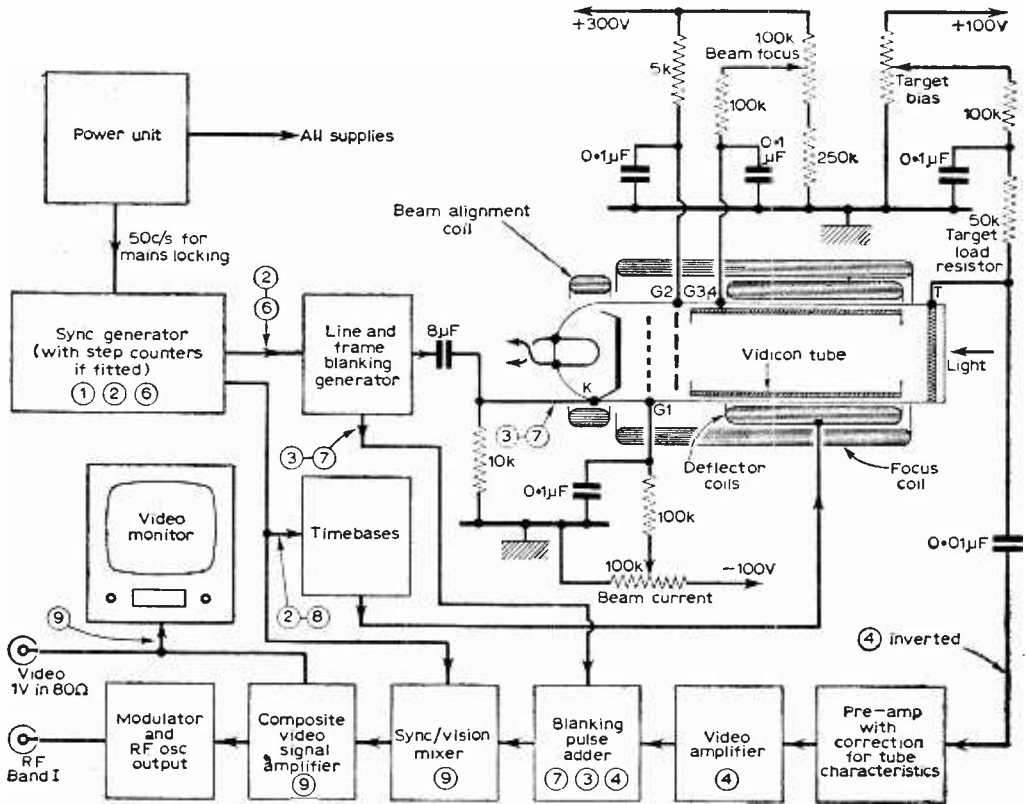 +300V
100k
Beam focus
+100V
5k
100k
Target
bias
100k
0·1µF
0·1
µF
250k
0·1µF
50k
Target
load
resistor
Power unit
All supplies
50c/s for
mains locking
Beam alignment
coil
2
6
G2
G34
T
Sync generator
(with step counters
if fitted)
1 2 6
Line and
frame
blanking
generator
8µF
Vidicon tube
Light
K
G1
3-7
3-7
10k
0·1µF
100k
Deflector
coils
Focus
coil
Video
monitor
Timebases
0·01µF
100k
-100V
Beam current
2-8
9
4 inverted
Video
1V in 80Ω
RF
Band I
Modulator
and
RF osc
output
Composite
video
signal
amplifier
9
Sync/vision
mixer
9
Blanking
pulse
adder
7 3 4
Video
amplifier
4
Pre-amp
with
correction
for tube
characteristics